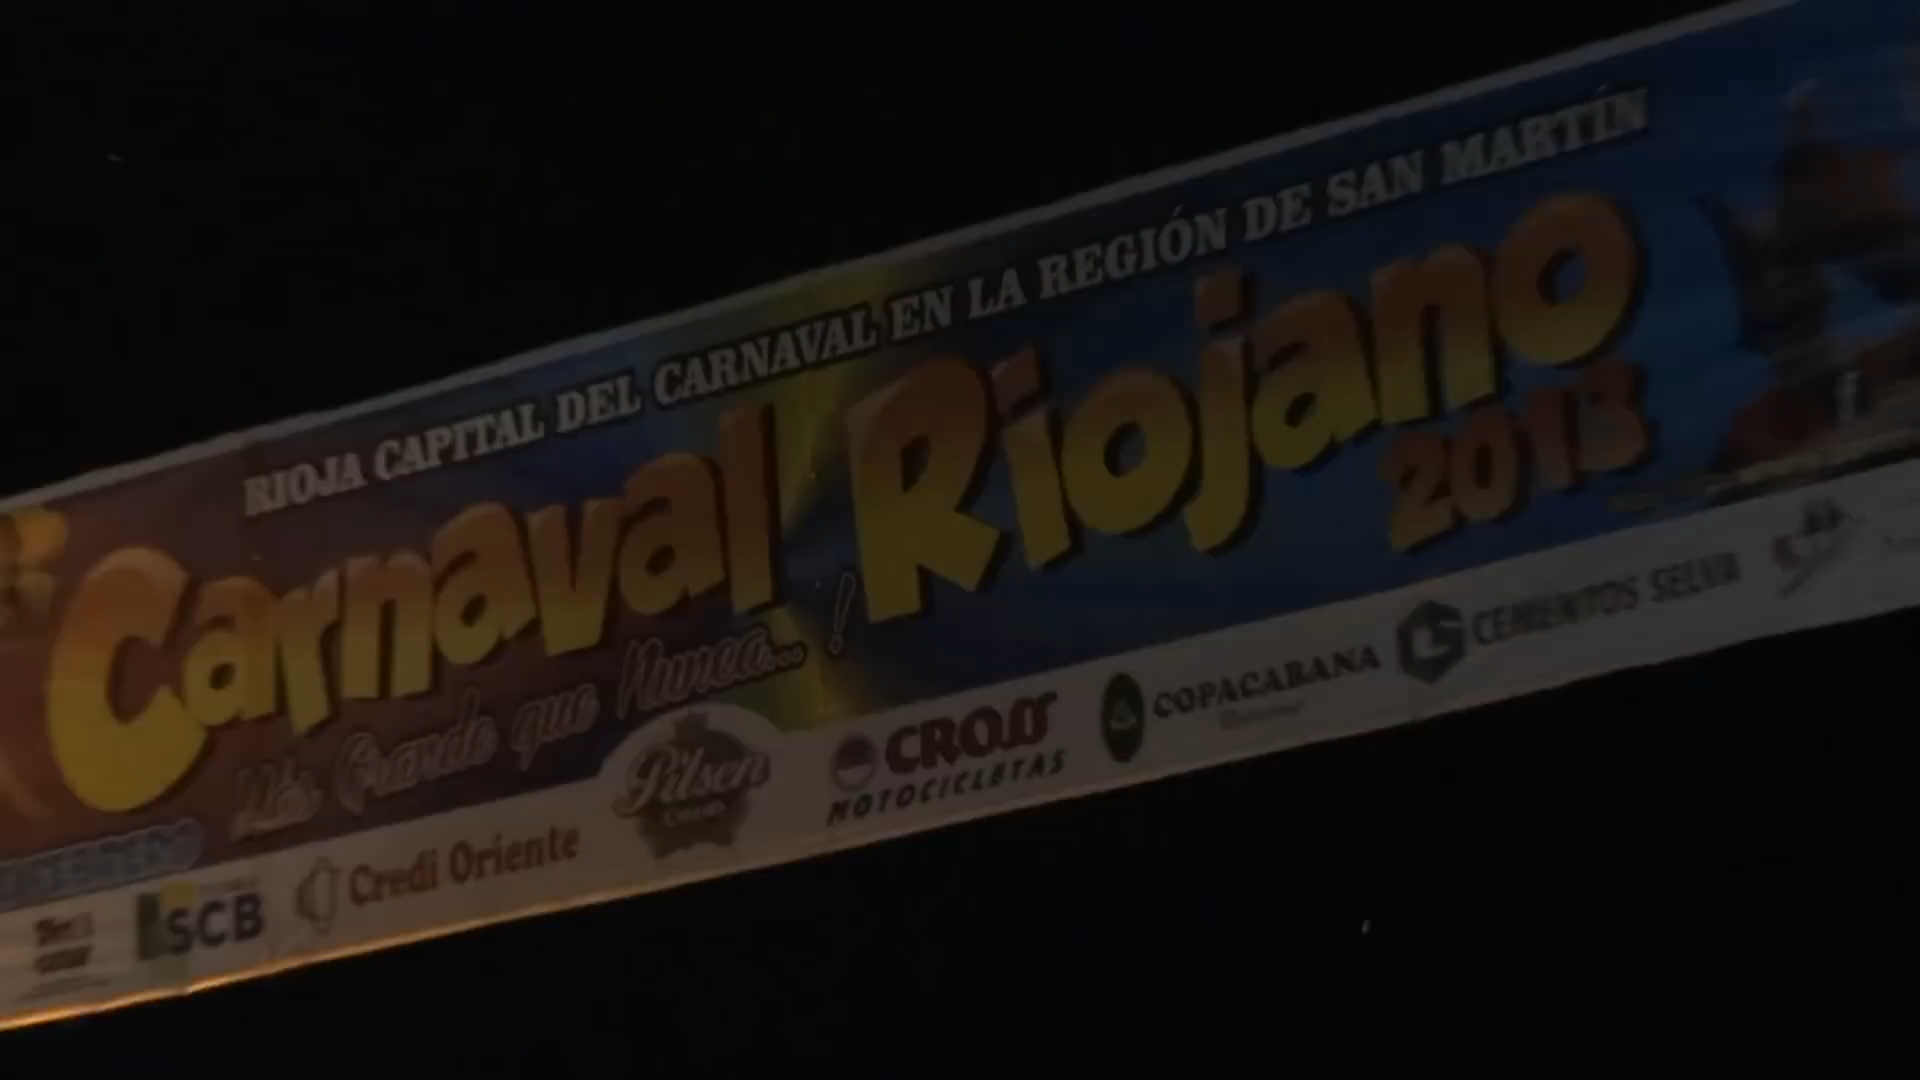 RIOJA CAPITAL DEL CARNAVAL EN LA REGIÓN DE SAN MARTÍN
Carnaval Riojano
2013
Más Grande que Nunca...!
SCB
Credi Oriente
Pilsen
CROSS
MOTOCICLETAS
COPACABANA
CEMENTOS SELVA
f